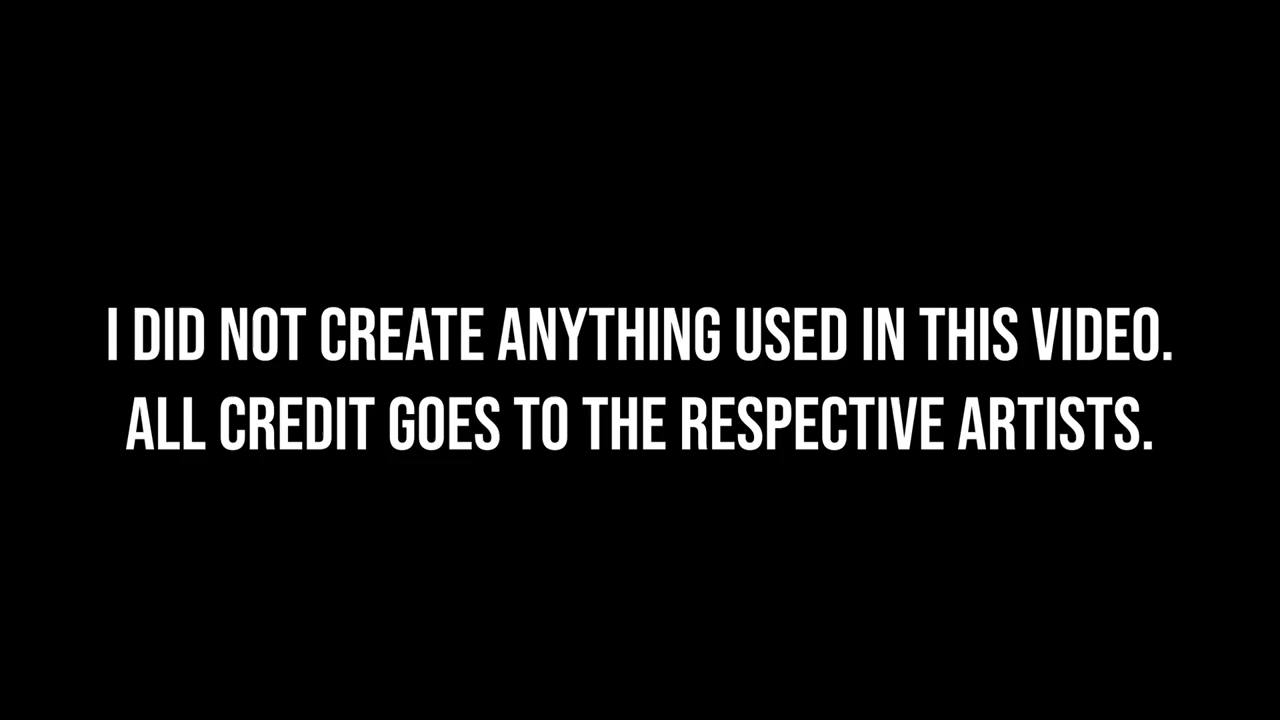 I DID NOT CREATE ANYTHING USED IN THIS VIDEO.
ALL CREDIT GOES TO THE RESPECTIVE ARTISTS.